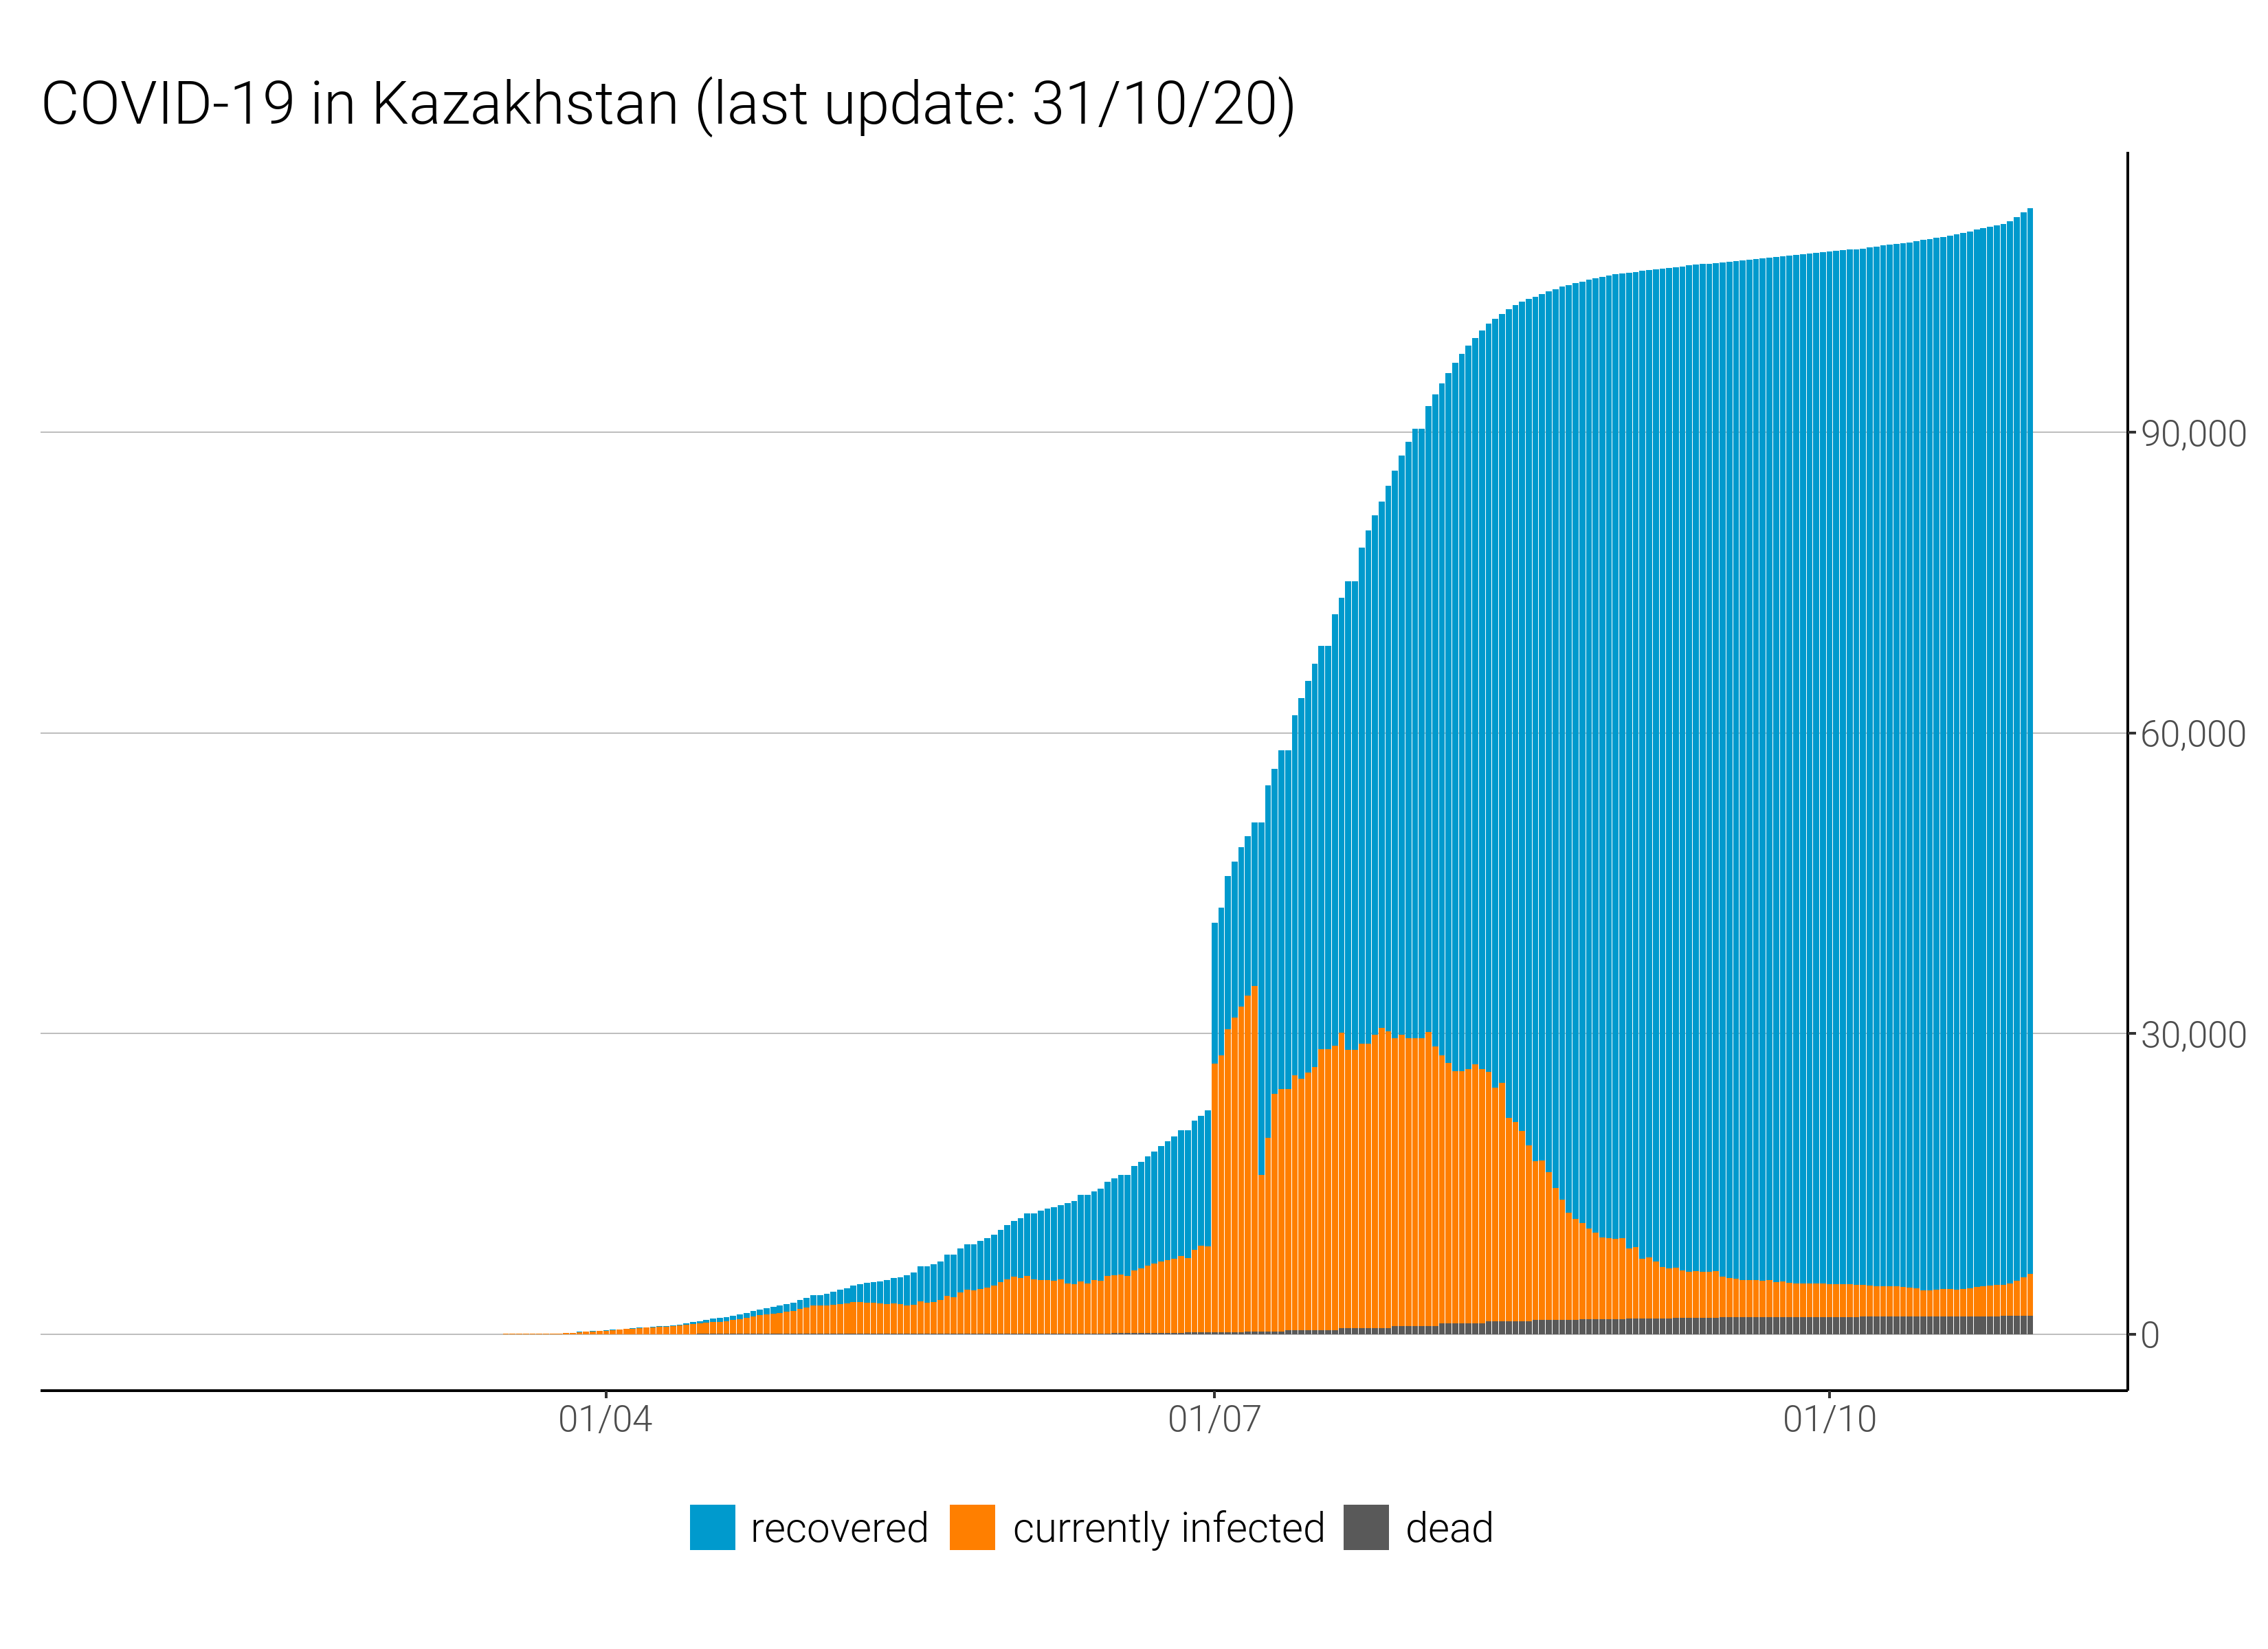 COVID-19 in Kazakhstan (last update: 31/10/20)
90,000
60,000
30,000
0
01/04 01/07 01/10
recovered currently infected dead